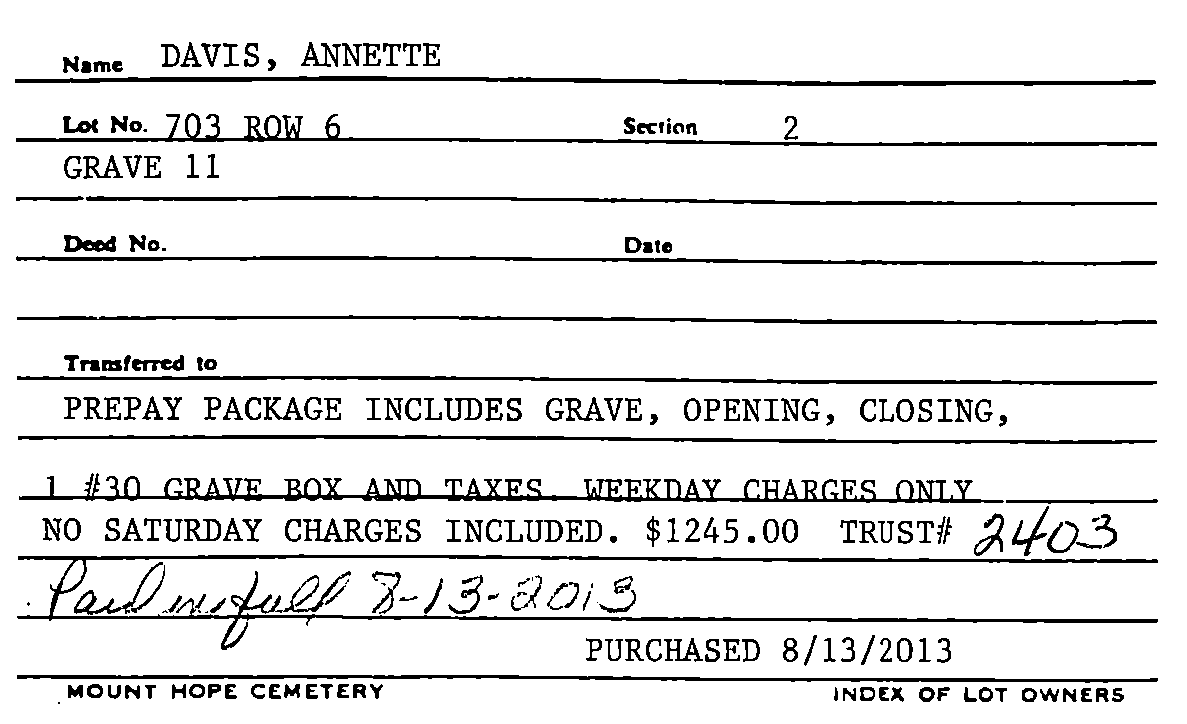 Name DAVIS, ANNETTE
Lot No. 703 ROW 6 Section 2
GRAVE 11
Deed No. Date
Transferred to
PREPAY PACKAGE INCLUDES GRAVE, OPENING, CLOSING,
1 #30 GRAVE BOX AND TAXES WEEKDAY CHARGES ONLY
NO SATURDAY CHARGES INCLUDED. $1245.00 TRUST# 2403
Paid in full 8-13-2013
PURCHASED 8/13/2013
MOUNT HOPE CEMETERY INDEX OF LOT OWNERS